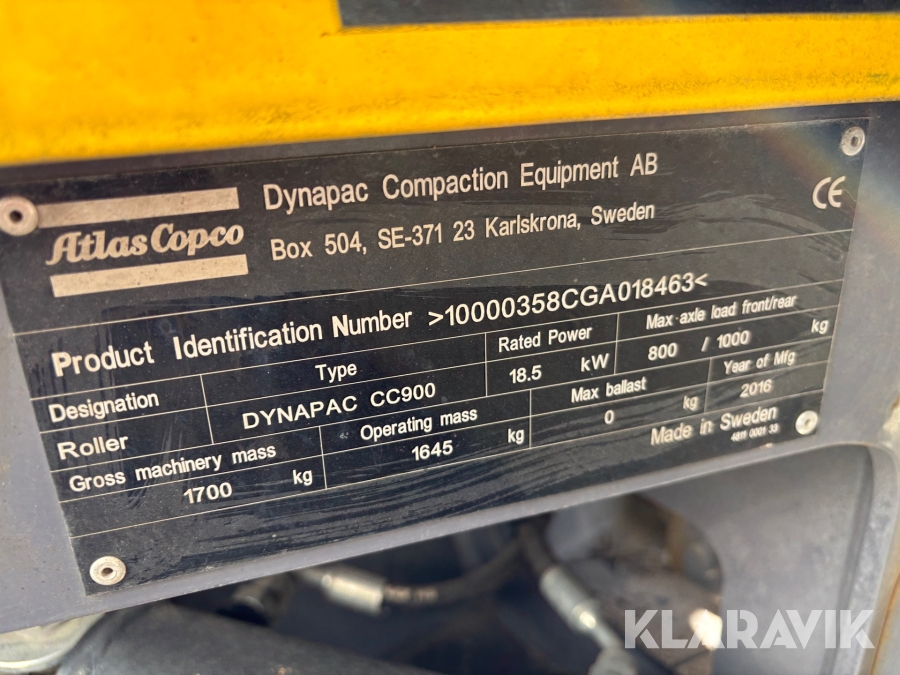 Atlas Copco
Dynapac Compaction Equipment AB
Box 504, SE-371 23 Karlskrona, Sweden
CE
Product Identification Number >10000358CGA018463<
Designation Type Rated Power Max axle load front/rear
Roller DYNAPAC CC900 18.5 kW 800 / 1000 kg
Gross machinery mass Operating mass Max ballast Year of Mfg
1700 kg 1645 kg 0 kg 2016
Made in Sweden
4811 0001 33
KLARAVIK